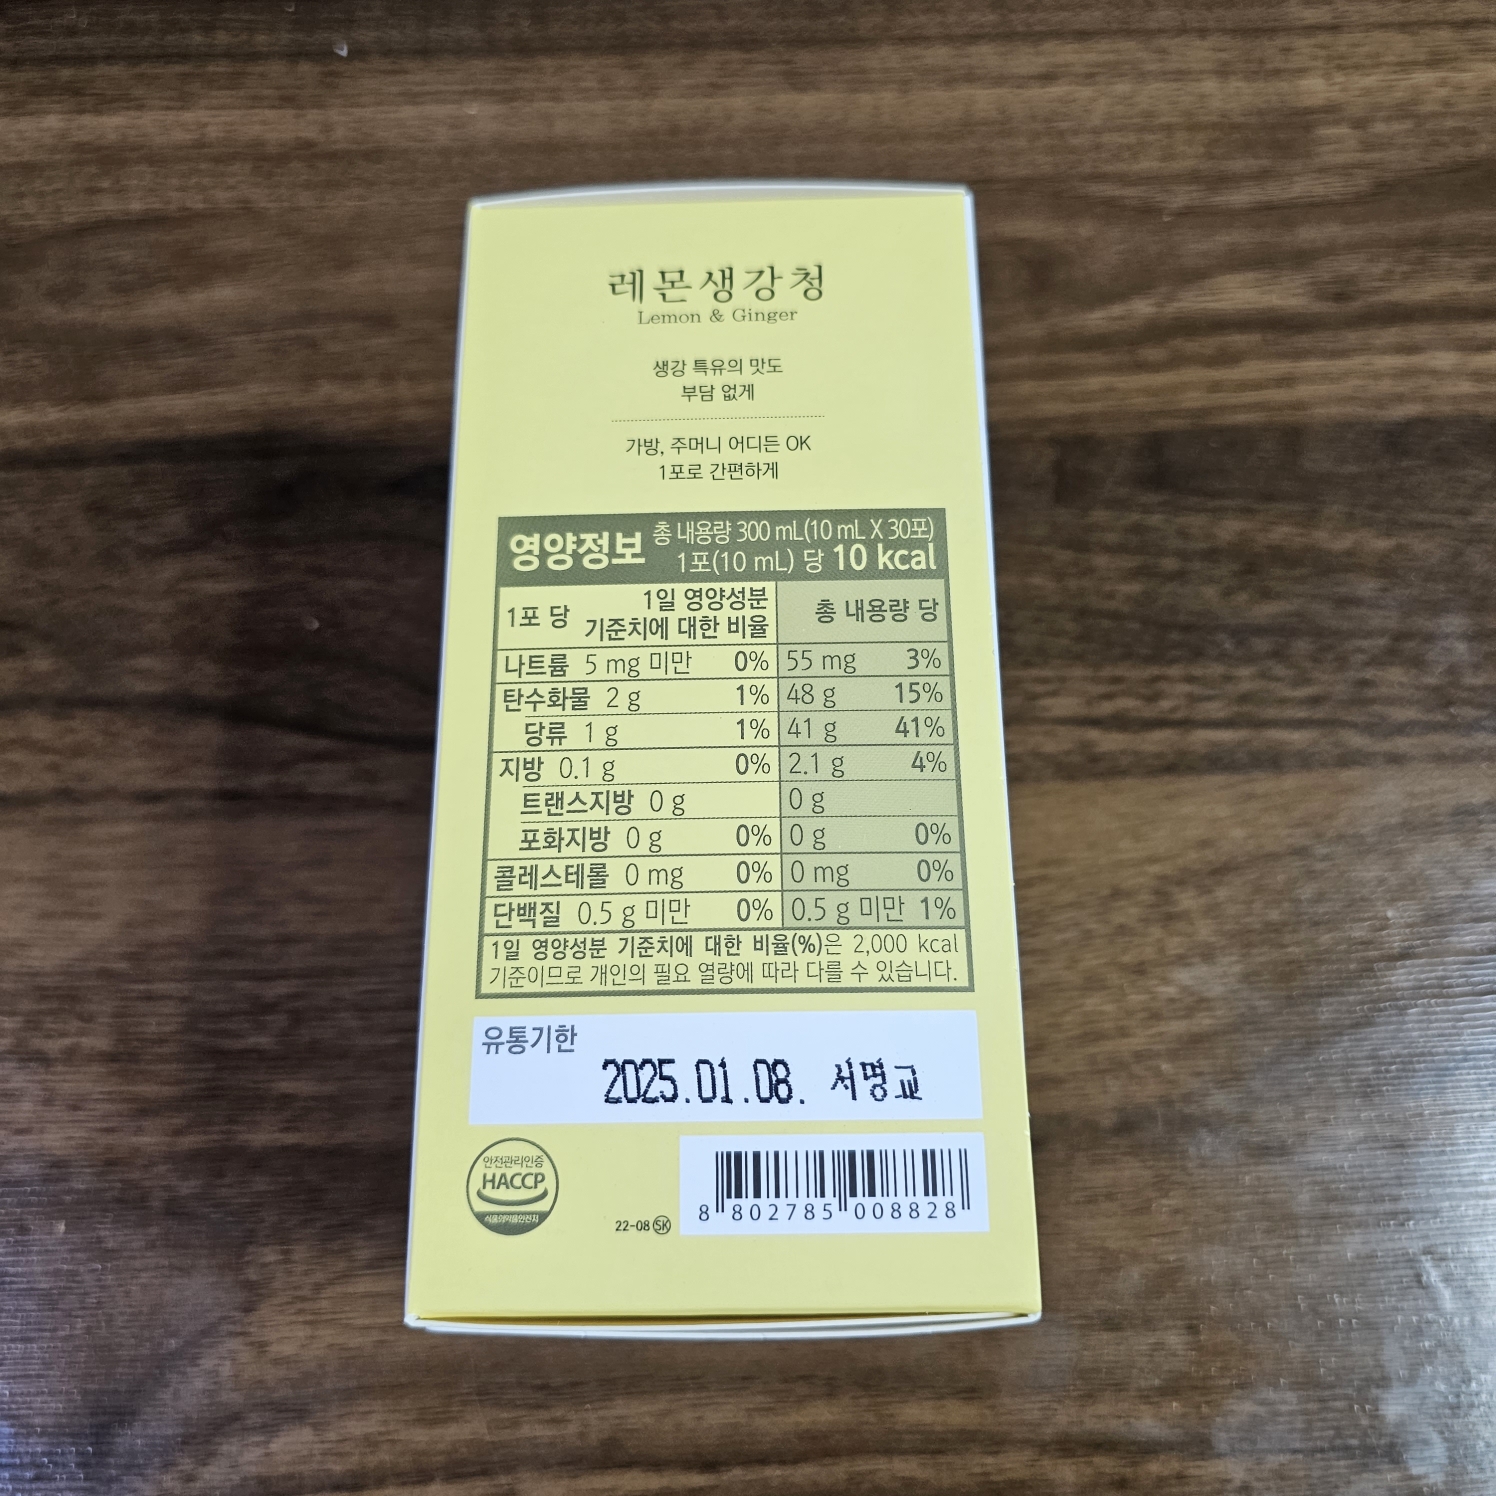 레몬생강청
Lemon & Ginger
생강 특유의 맛도
부담 없게
가방, 주머니 어디든 OK
1포로 간편하게
영양정보
총 내용량 300 mL(10 mL X 30포)
1포(10 mL) 당 10 kcal
1포 당 1일 영양성분 기준치에 대한 비율 총 내용량 당
나트륨 5 mg 미만 0% 55 mg 3%
탄수화물 2 g 1% 48 g 15%
당류 1 g 1% 41 g 41%
지방 0.1 g 0% 2.1 g 4%
트랜스지방 0 g 0 g
포화지방 0 g 0% 0 g 0%
콜레스테롤 0 mg 0% 0 mg 0%
단백질 0.5 g 미만 0% 0.5 g 미만 1%
1일 영양성분 기준치에 대한 비율(%)은 2,000 kcal
기준이므로 개인의 필요 열량에 따라 다를 수 있습니다.
유통기한
2025.01.08. 서명교
안전관리인증
HACCP
식품의약품안전처
22-08 SK
8 802785 008828